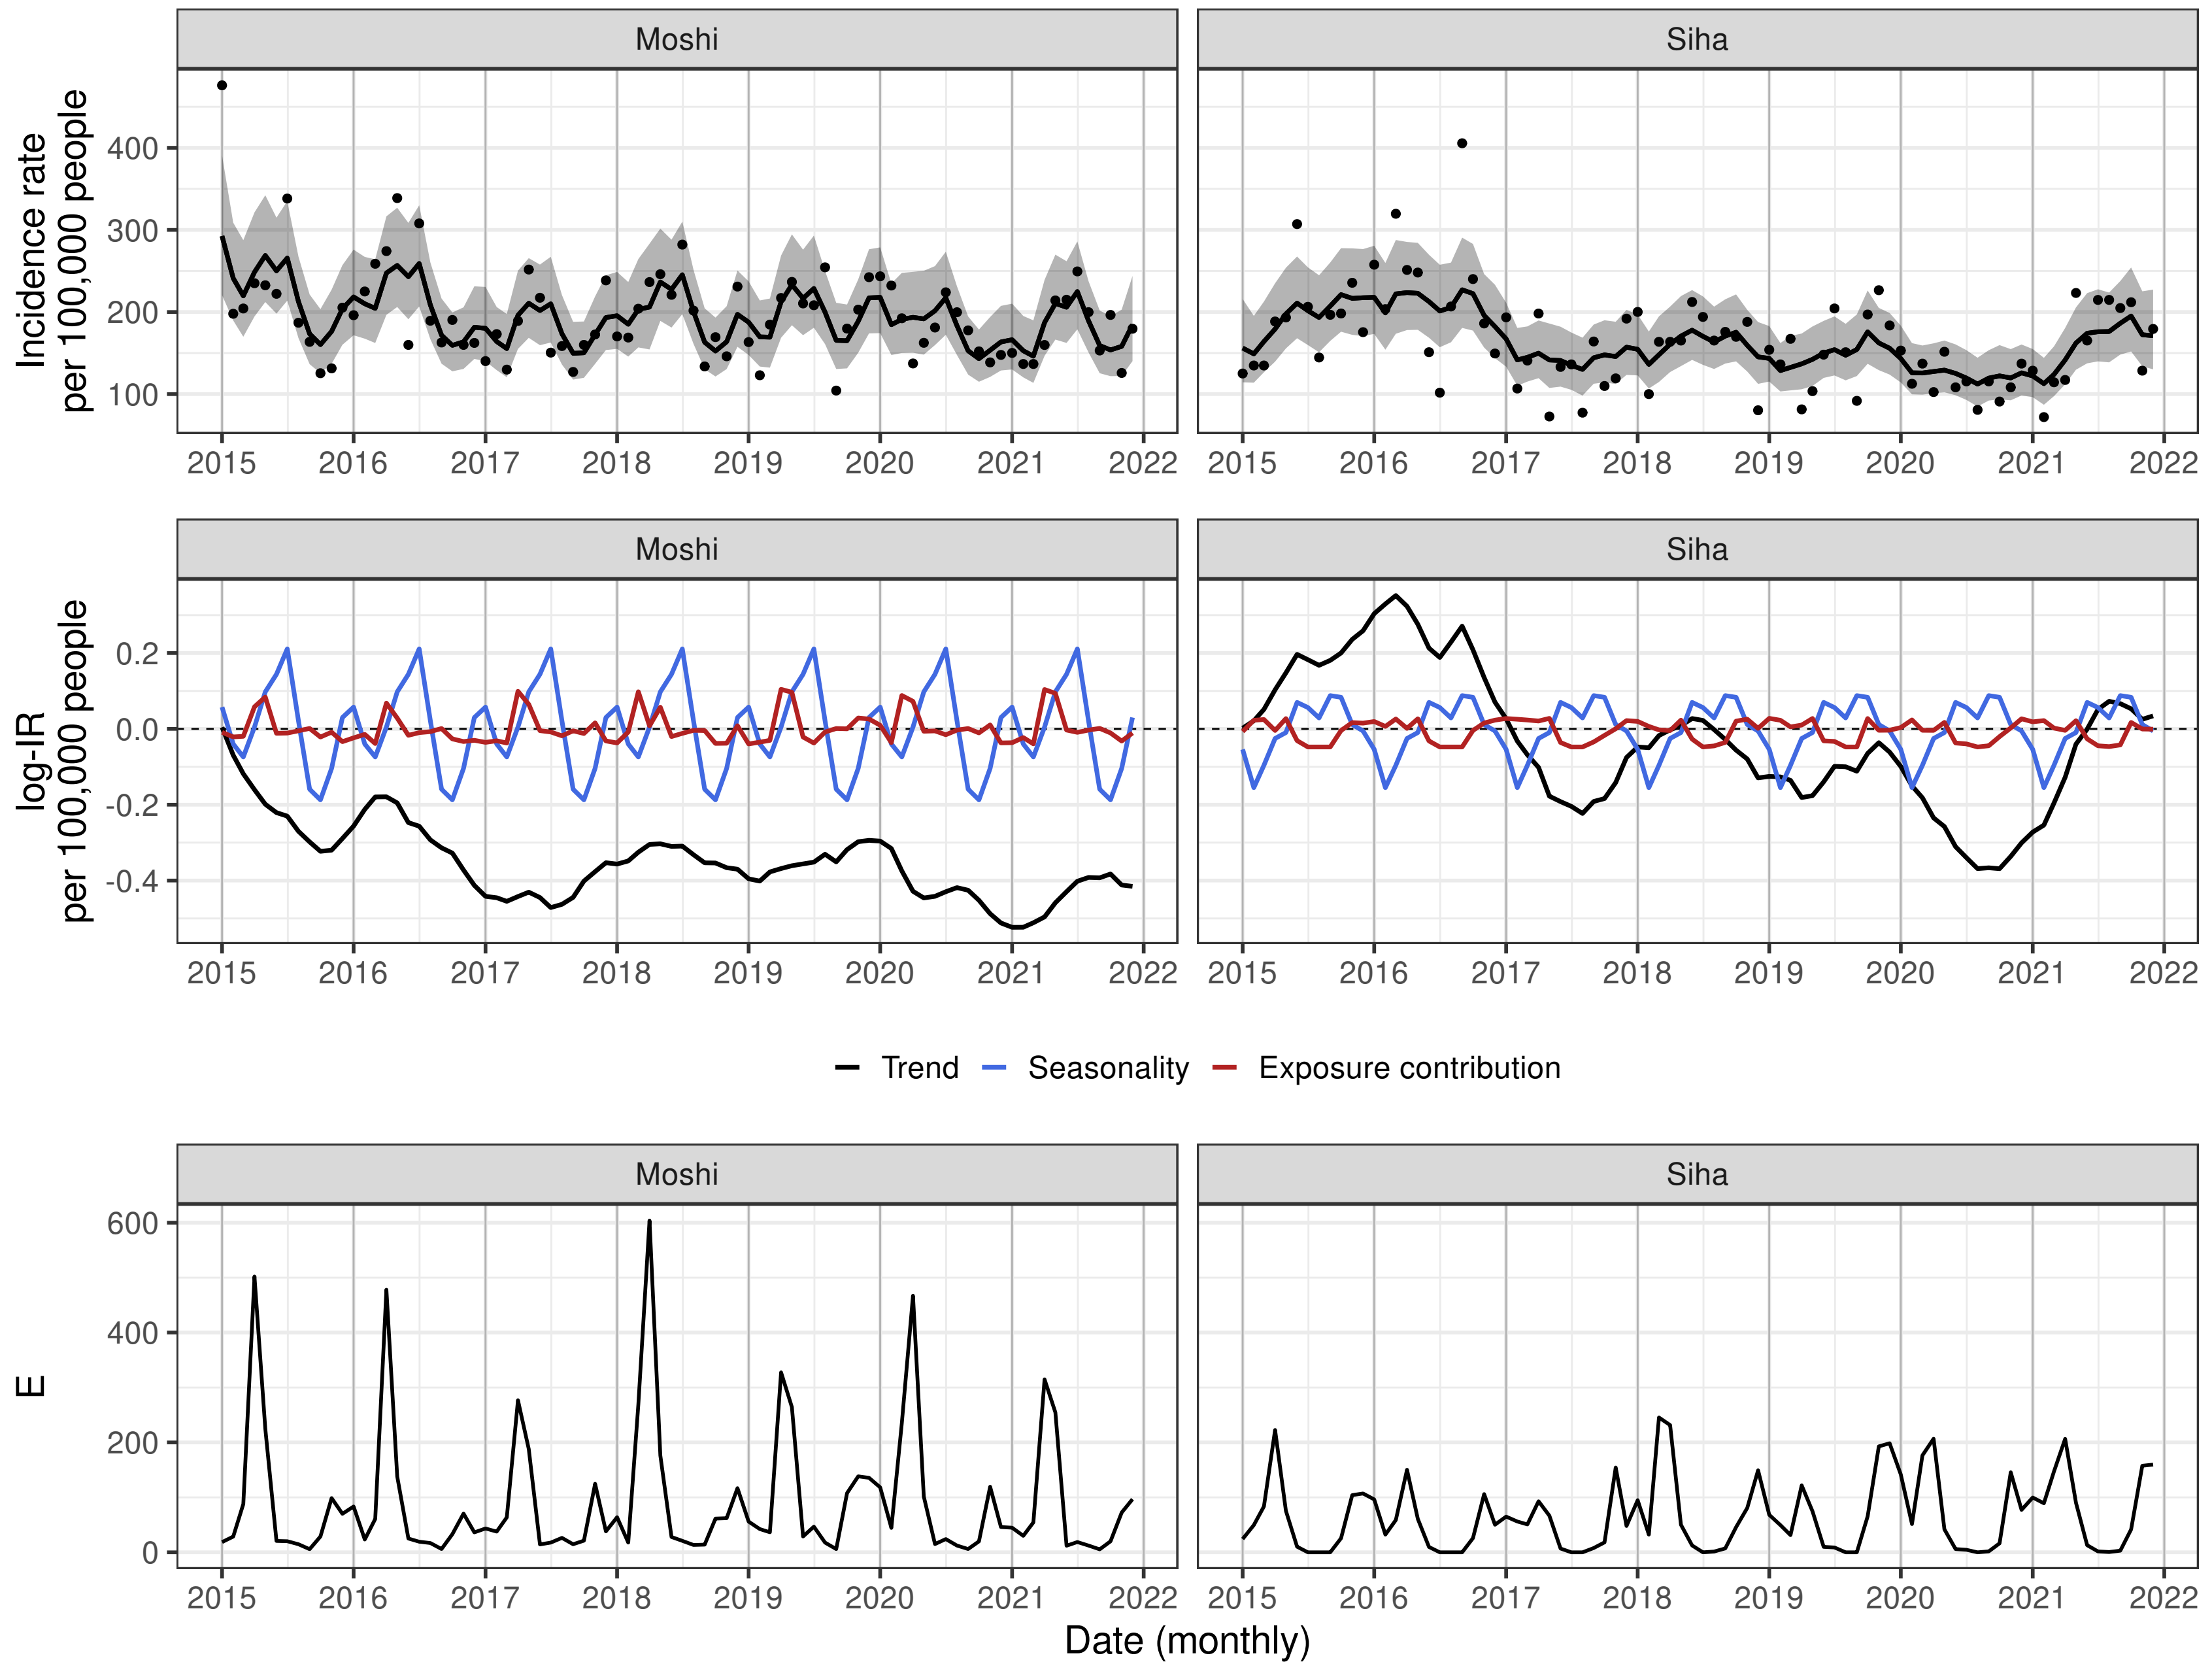 Moshi
Siha
Incidence rate
per 100,000 people
400
300
200
100
2015 2016 2017 2018 2019 2020 2021 2022
2015 2016 2017 2018 2019 2020 2021 2022
Moshi
Siha
log-IR
per 100,000 people
0.2
0.0
-0.2
-0.4
2015 2016 2017 2018 2019 2020 2021 2022
2015 2016 2017 2018 2019 2020 2021 2022
Trend Seasonality Exposure contribution
Moshi
Siha
E
600
400
200
0
2015 2016 2017 2018 2019 2020 2021 2022
2015 2016 2017 2018 2019 2020 2021 2022
Date (monthly)